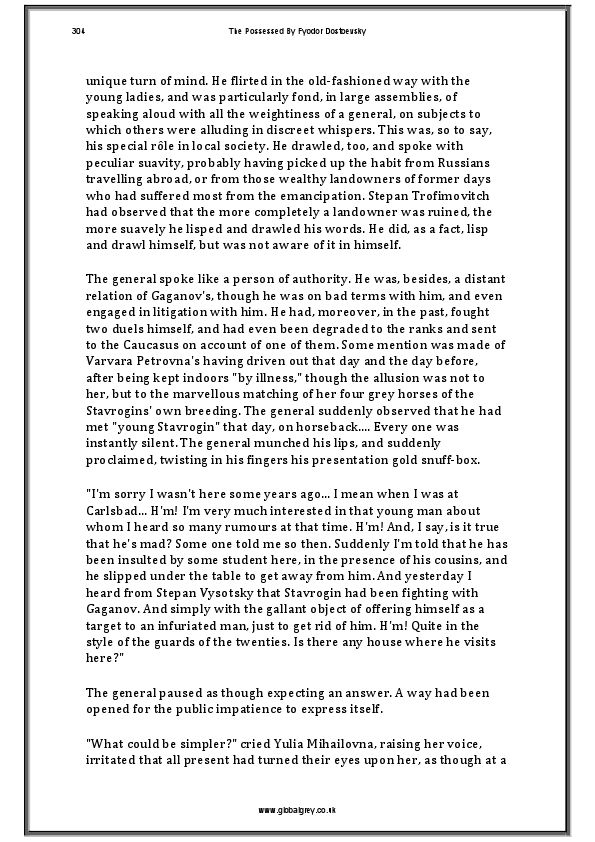 304 The Possessed By Fyodor Dostoevsky
unique turn of mind. He flirted in the old-fashioned way with the
young ladies, and was particularly fond, in large assemblies, of
speaking aloud with all the weightiness of a general, on subjects to
which others were alluding in discreet whispers. This was, so to say,
his special rôle in local society. He drawled, too, and spoke with
peculiar suavity, probably having picked up the habit from Russians
travelling abroad, or from those wealthy landowners of former days
who had suffered most from the emancipation. Stepan Trofimovitch
had observed that the more completely a landowner was ruined, the
more suavely he lisped and drawled his words. He did, as a fact, lisp
and drawl himself, but was not aware of it in himself.
The general spoke like a person of authority. He was, besides, a distant
relation of Gaganov's, though he was on bad terms with him, and even
engaged in litigation with him. He had, moreover, in the past, fought
two duels himself, and had even been degraded to the ranks and sent
to the Caucasus on account of one of them. Some mention was made of
Varvara Petrovna's having driven out that day and the day before,
after being kept indoors "by illness," though the allusion was not to
her, but to the marvellous matching of her four grey horses of the
Stavrogins' own breeding. The general suddenly observed that he had
met "young Stavrogin" that day, on horseback.... Every one was
instantly silent. The general munched his lips, and suddenly
proclaimed, twisting in his fingers his presentation gold snuff-box.
"I'm sorry I wasn't here some years ago... I mean when I was at
Carlsbad... H'm! I'm very much interested in that young man about
whom I heard so many rumours at that time. H'm! And, I say, is it true
that he's mad? Some one told me so then. Suddenly I'm told that he has
been insulted by some student here, in the presence of his cousins, and
he slipped under the table to get away from him. And yesterday I
heard from Stepan Vysotsky that Stavrogin had been fighting with
Gaganov. And simply with the gallant object of offering himself as a
target to an infuriated man, just to get rid of him. H'm! Quite in the
style of the guards of the twenties. Is there any house where he visits
here?"
The general paused as though expecting an answer. A way had been
opened for the public impatience to express itself.
"What could be simpler?" cried Yulia Mihailovna, raising her voice,
irritated that all present had turned their eyes upon her, as though at a
www.globalgrey.co.uk